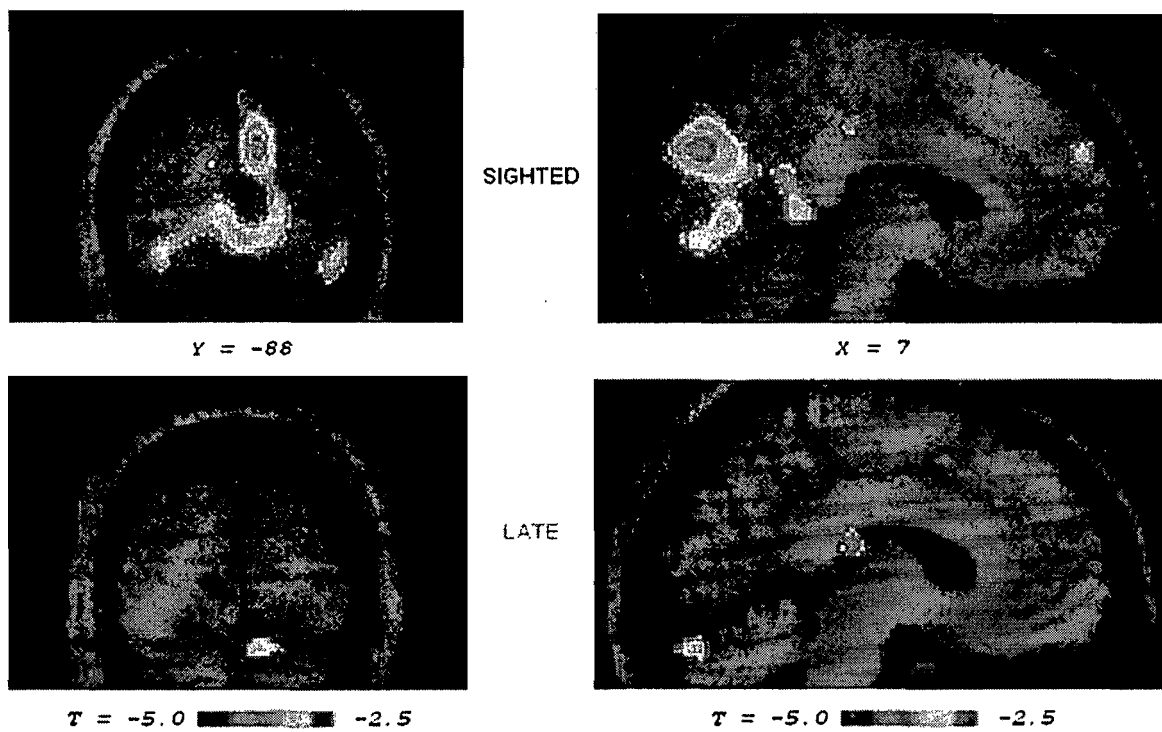 SIGHTED
Y = -88
X = 7
LATE
T = -5.0 -2.5
T = -5.0 -2.5